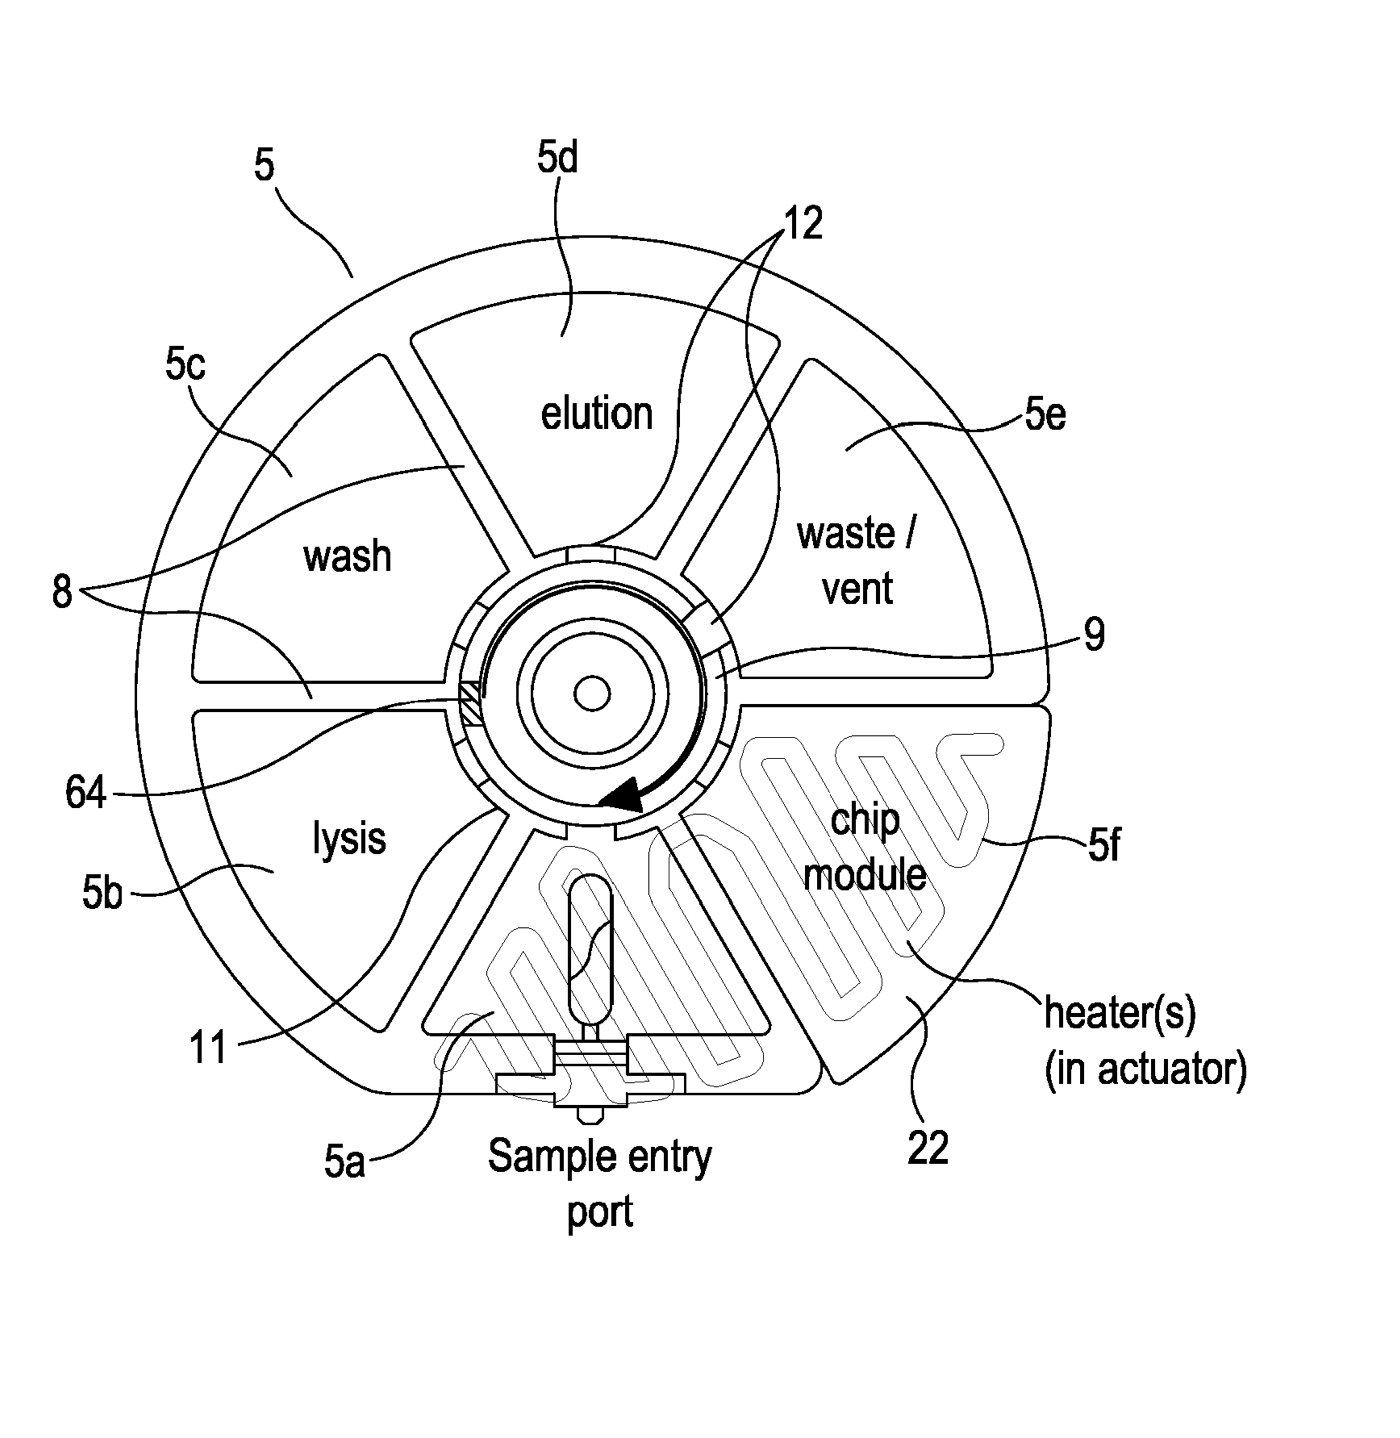 5
5d
12
5c
elution
5e
waste /
vent
wash
8
9
64
lysis
chip
module
5f
5b
11
heater(s)
(in actuator)
22
5a
Sample entry
port